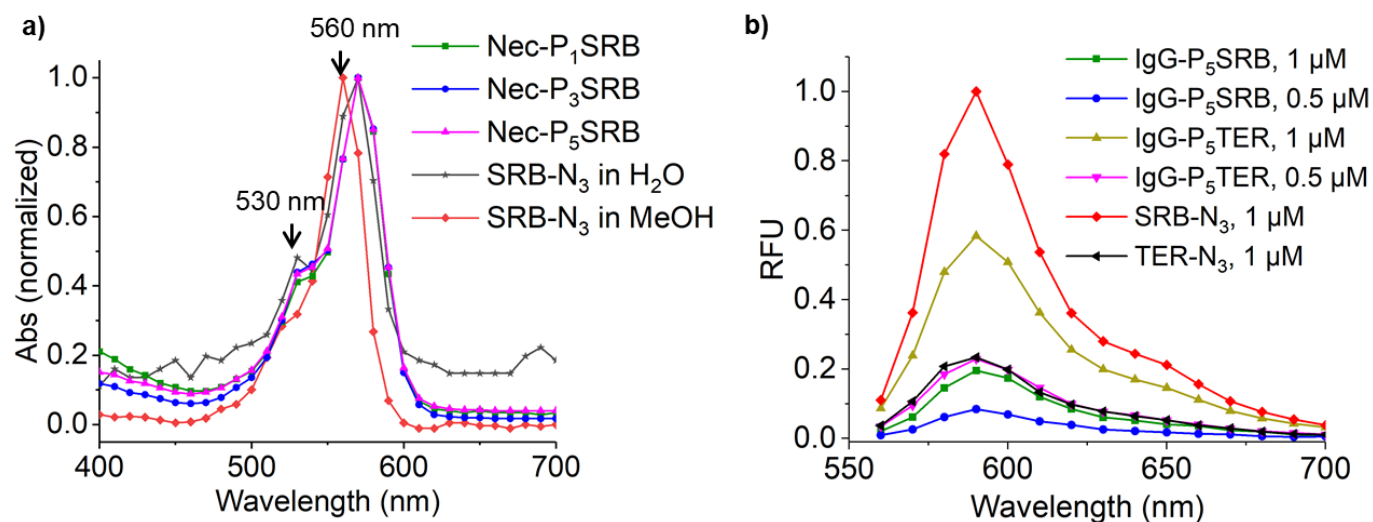 a)
560 nm
530 nm
Nec-P₁SRB
Nec-P₃SRB
Nec-P₅SRB
SRB-N₃ in H₂O
SRB-N₃ in MeOH
1.0
0.8
0.6
0.4
0.2
0.0
Abs (normalized)
400
500
600
700
Wavelength (nm)
b)
IgG-P₅SRB, 1 μM
IgG-P₅SRB, 0.5 μM
IgG-P₅TER, 1 μM
IgG-P₅TER, 0.5 μM
SRB-N₃, 1 μM
TER-N₃, 1 μM
1.0
0.8
0.6
0.4
0.2
0.0
RFU
550
600
650
700
Wavelength (nm)